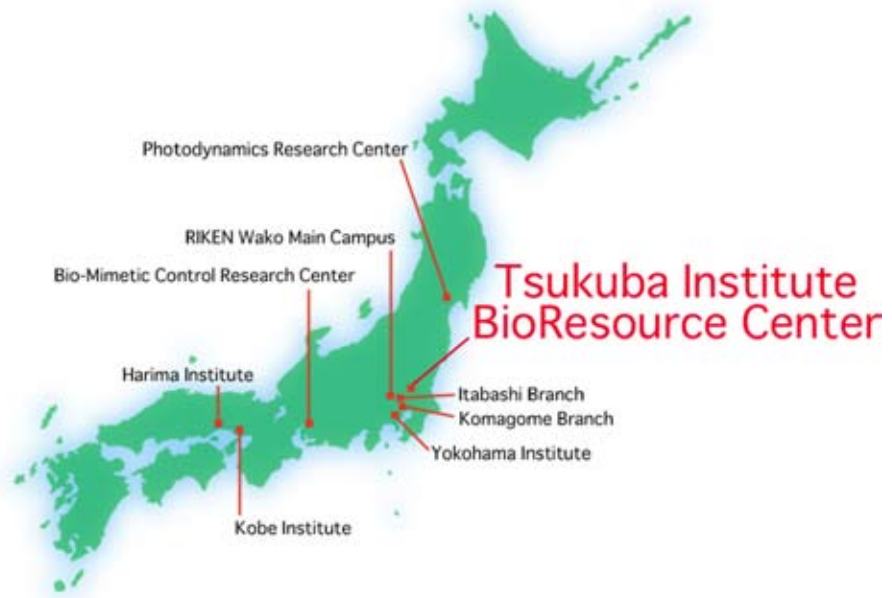 Photodynamics Research Center
RIKEN Wako Main Campus
Bio-Mimetic Control Research Center
Tsukuba Institute
BioResource Center
Harima Institute
Itabashi Branch
Komagome Branch
Yokohama Institute
Kobe Institute